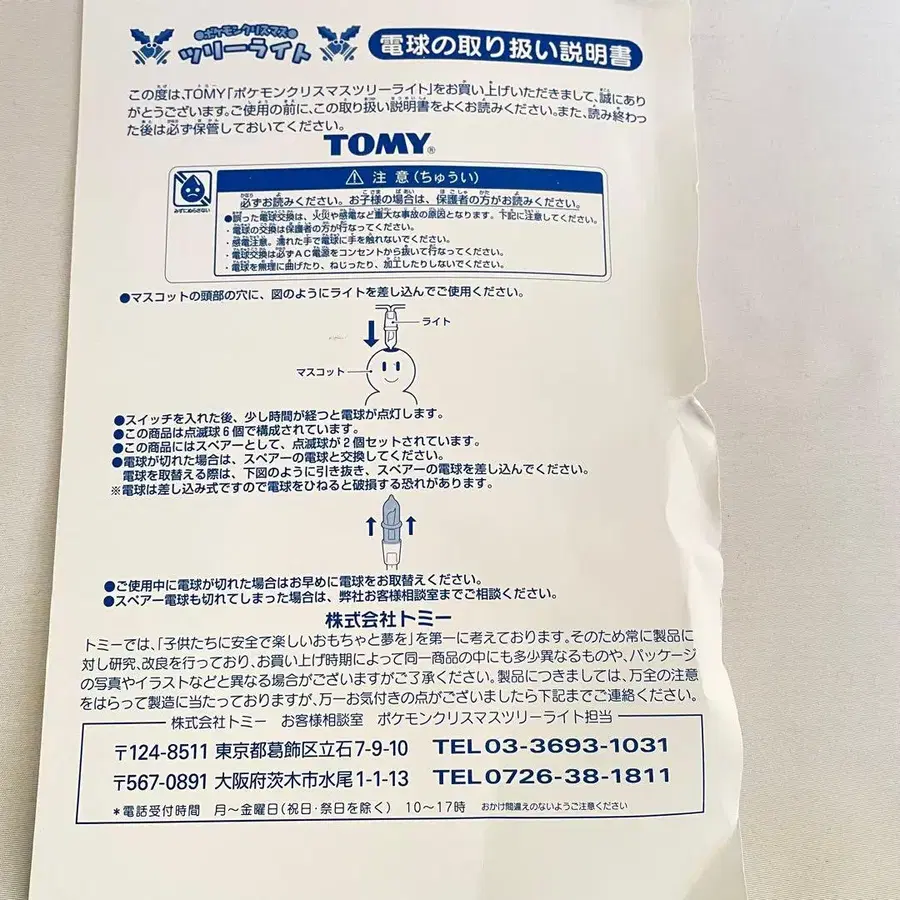 ポケモンクリスマス
ツリーライト
電球の取り扱い説明書
この度は、TOMY「ポケモンクリスマスツリーライト」をお買い上げいただきまして、誠にあり
がとうございます。ご使用の前に、この取り扱い説明書をよくお読みください。また、読み終わっ
た後は必ず保管しておいてください。
TOMY®
⚠ 注意(ちゅうい)
みずにぬらさない
必ずお読みください。お子様の場合は、保護者の方がお読みください。
●誤った電球交換は、火災や感電など重大な事故の原因となります。下記に注意してください。
・電球の交換は保護者の方が行なってください。
・感電注意。濡れた手で電球に手を触れないでください。
・電球交換は必ずAC電源をコンセントから抜いて行なってください。
・電球を無理に曲げたり、ねじったり、加工したりしないでください。
●マスコットの頭部の穴に、図のようにライトを差し込んでご使用ください。
ライト
マスコット
●スイッチを入れた後、少し時間が経つと電球が点灯します。
●この商品は点滅球6個で構成されています。
●この商品にはスペアーとして、点滅球が2個セットされています。
●電球が切れた場合は、スペアーの電球と交換してください。
電球を取替える際は、下図のように引き抜き、スペアーの電球を差し込んでください。
※電球は差し込み式ですので電球をひねると破損する恐れがあります。
●ご使用中に電球が切れた場合はお早めに電球をお取替えください。
●スペアー電球も切れてしまった場合は、弊社お客様相談室までご相談ください。
株式会社トミー
トミーでは、「子供たちに安全で楽しいおもちゃと夢を」を第一に考えております。そのため常に製品に
対し研究、改良を行っており、お買い上げ時期によって同一商品の中にも多少異なるものや、パッケージ
の写真やイラストなどと異なる場合がございますがご了承ください。製品につきましては、万全の注意
をはらって製造に当たっておりますが、万一お気付きの点がございましたら下記までご連絡ください。
株式会社トミー お客様相談室 ポケモンクリスマスツリーライト担当
〒124-8511 東京都葛飾区立石7-9-10 TEL03-3693-1031
〒567-0891 大阪府茨木市水尾1-1-13 TEL0726-38-1811
*電話受付時間 月〜金曜日(祝日・祭日を除く) 10〜17時 おかけ間違えのないようご注意ください